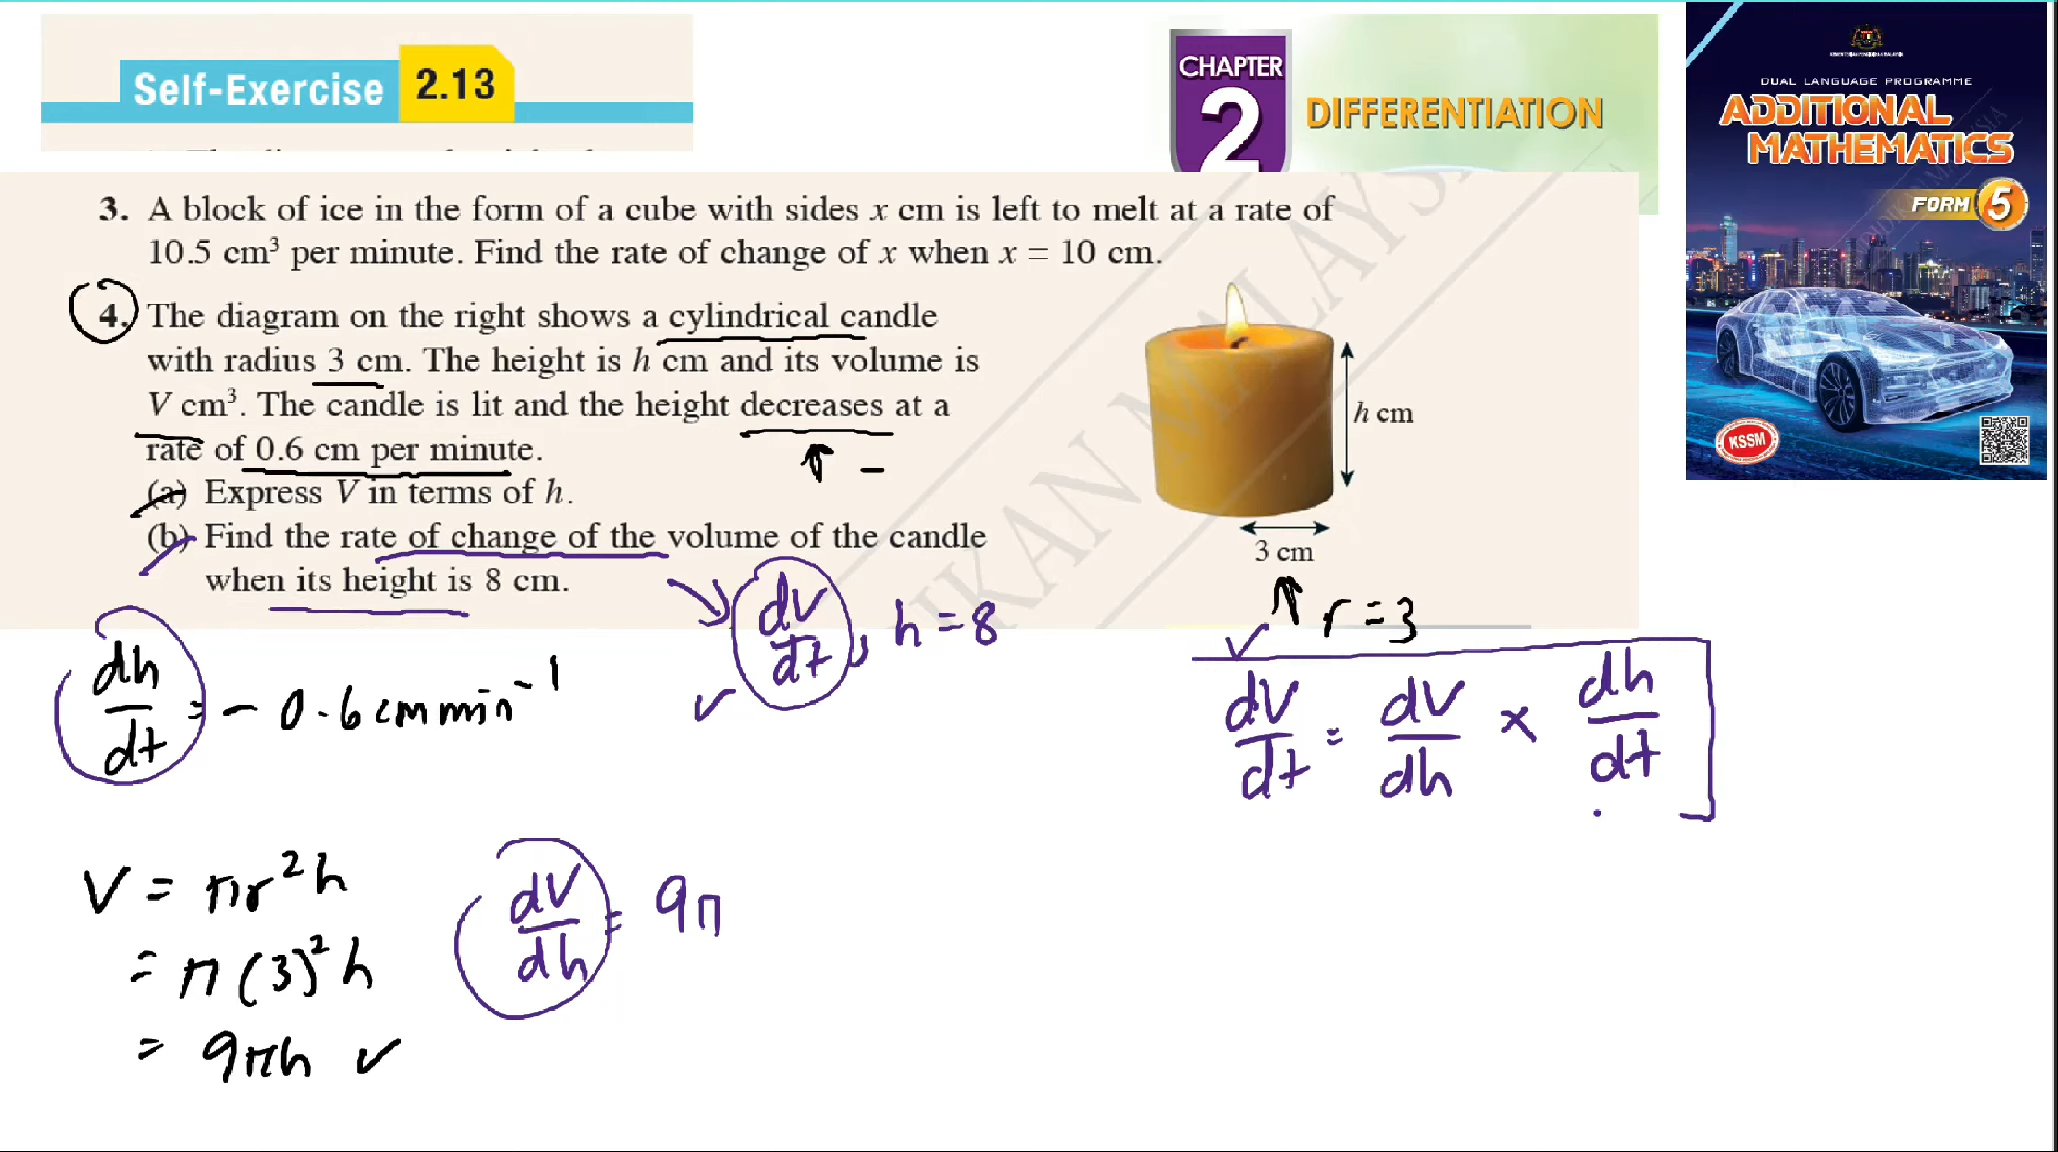 Self-Exercise 2.13
CHAPTER
2
DIFFERENTIATION
DUAL LANGUAGE PROGRAMME
ADDITIONAL
MATHEMATICS
FORM 5
KSSM
3. A block of ice in the form of a cube with sides x cm is left to melt at a rate of
10.5 cm³ per minute. Find the rate of change of x when x = 10 cm.
4. The diagram on the right shows a cylindrical candle
with radius 3 cm. The height is h cm and its volume is
V cm³. The candle is lit and the height decreases at a
rate of 0.6 cm per minute.
(a) Express V in terms of h.
(b) Find the rate of change of the volume of the candle
when its height is 8 cm.
h cm
3 cm
r = 3
dh/dt = - 0.6 cm min⁻¹
dV/dt, h = 8
dV/dt = dV/dh × dh/dt
V = πr²h
= π(3)²h
= 9πh ✓
dV/dh = 9π